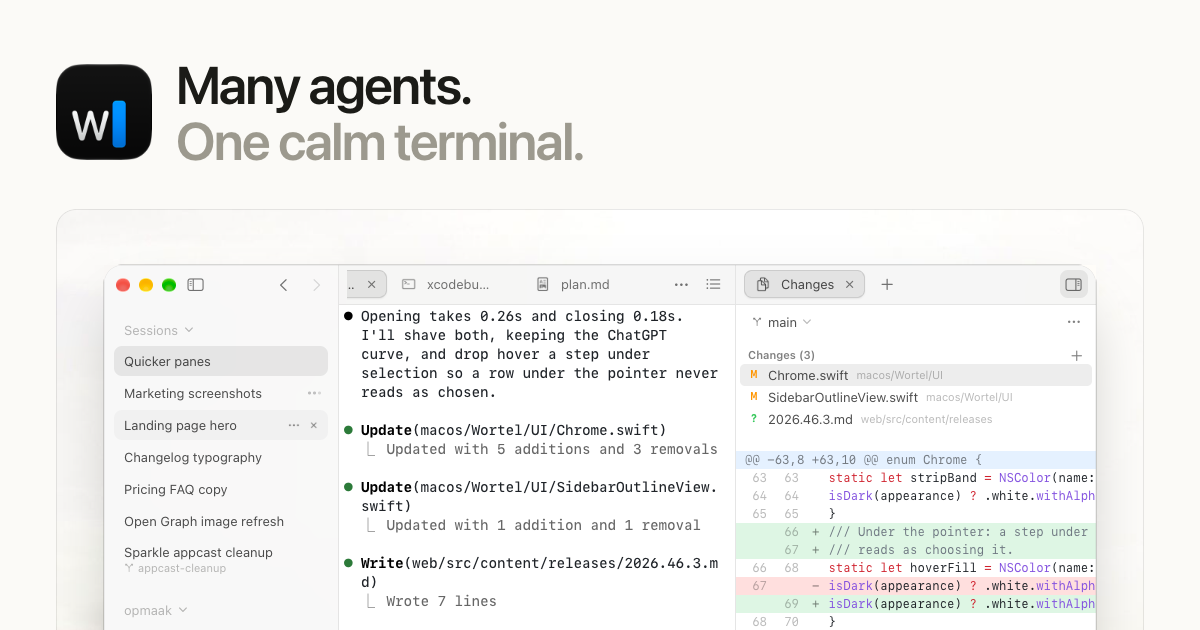 w
Many agents.
One calm terminal.
Sessions
Quicker panes
Marketing screenshots
Landing page hero
Changelog typography
Pricing FAQ copy
Open Graph image refresh
Sparkle appcast cleanup
appcast-cleanup
opmaak
.. xcodebu... plan.md
Opening takes 0.26s and closing 0.18s.
I'll shave both, keeping the ChatGPT
curve, and drop hover a step under
selection so a row under the pointer never
reads as chosen.
Update(macos/Wortel/UI/Chrome.swift)
Updated with 5 additions and 3 removals
Update(macos/Wortel/UI/SidebarOutlineView.
swift)
Updated with 1 addition and 1 removal
Write(web/src/content/releases/2026.46.3.m
d)
Wrote 7 lines
Changes
main
Changes (3)
M Chrome.swift macos/Wortel/UI
M SidebarOutlineView.swift macos/Wortel/UI
? 2026.46.3.md web/src/content/releases
@@ -63,8 +63,10 @@ enum Chrome {
63 63 static let stripBand = NSColor(name:
64 64 isDark(appearance) ? .white.withAlph
65 65 }
66 + /// Under the pointer: a step under
67 + /// reads as choosing it.
66 68 static let hoverFill = NSColor(name:
67 - isDark(appearance) ? .white.withAlph
69 + isDark(appearance) ? .white.withAlph
68 70 }